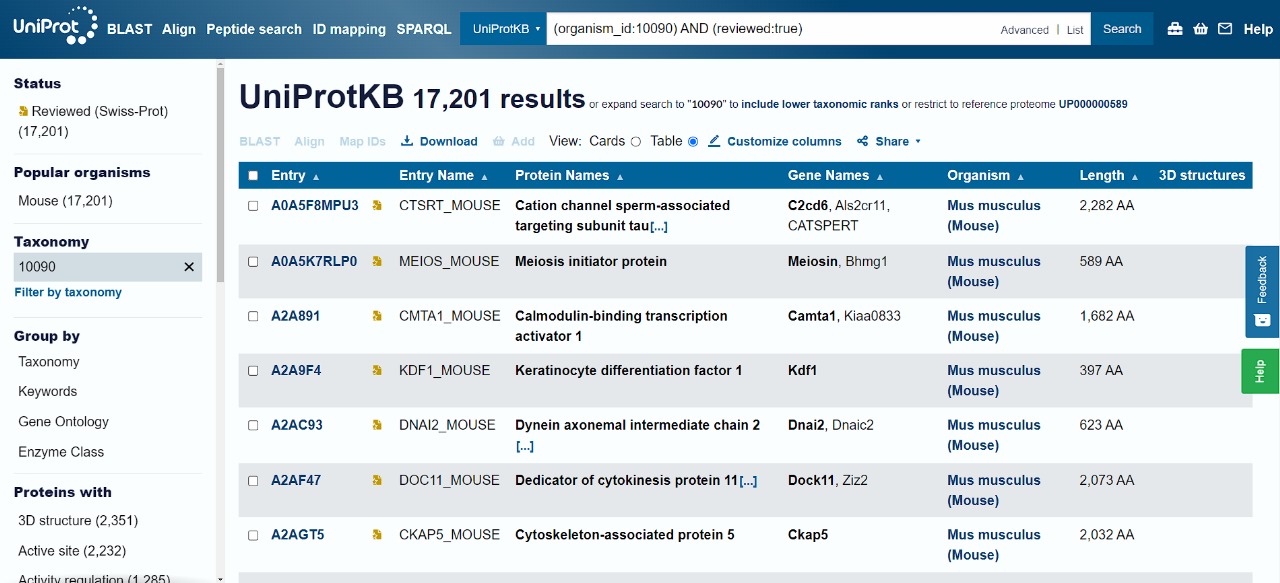 UniProt BLAST Align Peptide search ID mapping SPARQL UniProtKB (organism_id:10090) AND (reviewed:true) Advanced | List Search Help
Status
Reviewed (Swiss-Prot)
(17,201)
Popular organisms
Mouse (17,201)
Taxonomy
10090
Filter by taxonomy
Group by
Taxonomy
Keywords
Gene Ontology
Enzyme Class
Proteins with
3D structure (2,351)
Active site (2,232)
Activity regulation (1,285)
UniProtKB 17,201 results or expand search to "10090" to include lower taxonomic ranks or restrict to reference proteome UP000000589
BLAST Align Map IDs Download Add View: Cards Table Customize columns Share
Entry Entry Name Protein Names Gene Names Organism Length 3D structures
A0A5F8MPU3 CTSRT_MOUSE Cation channel sperm-associated C2cd6, Als2cr11, Mus musculus 2,282 AA
targeting subunit tau[...] CATSPERT (Mouse)
A0A5K7RLP0 MEIOS_MOUSE Meiosis initiator protein Meiosin, Bhmg1 Mus musculus 589 AA
(Mouse)
A2A891 CMTA1_MOUSE Calmodulin-binding transcription Camta1, Kiaa0833 Mus musculus 1,682 AA
activator 1 (Mouse)
A2A9F4 KDF1_MOUSE Keratinocyte differentiation factor 1 Kdf1 Mus musculus 397 AA
(Mouse)
A2AC93 DNAI2_MOUSE Dynein axonemal intermediate chain 2 Dnai2, Dnaic2 Mus musculus 623 AA
[...] (Mouse)
A2AF47 DOC11_MOUSE Dedicator of cytokinesis protein 11[...] Dock11, Ziz2 Mus musculus 2,073 AA
(Mouse)
A2AGT5 CKAP5_MOUSE Cytoskeleton-associated protein 5 Ckap5 Mus musculus 2,032 AA
(Mouse)
Feedback
Help